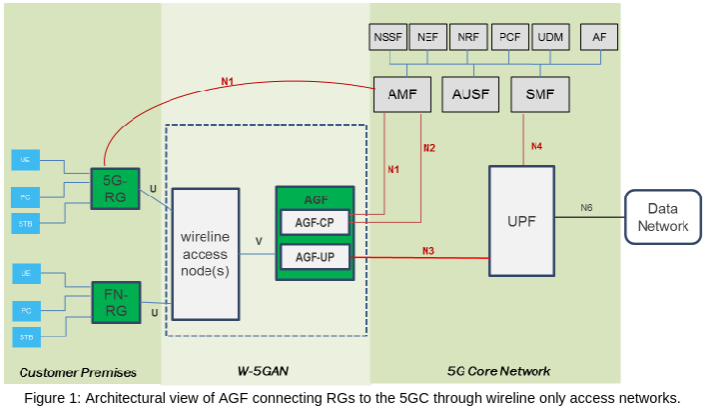 NSSF NEF NRF PCF UDM AF
N1
AMF AUSF SMF
N1 N2 N4
UE
PC
STB
5G-
RG
U
AGF
AGF-CP
AGF-UP
wireline
access
node(s)
V
UPF
N6
Data
Network
N3
UE
PC
STB
FN-
RG
U
Customer Premises
W-5GAN
5G Core Network
Figure 1: Architectural view of AGF connecting RGs to the 5GC through wireline only access networks.